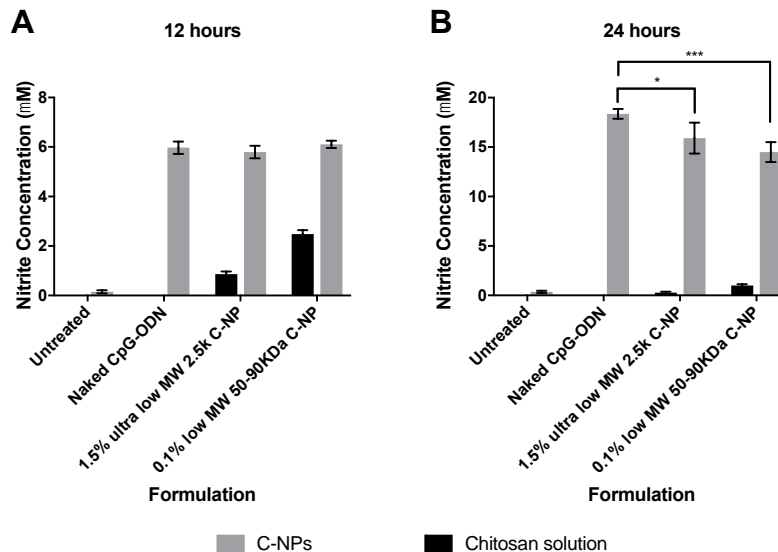 A
12 hours
Nitrite Concentration (mM)
8
6
4
2
0
Untreated
Naked CpG-ODN
1.5% ultra low MW 2.5k C-NP
0.1% low MW 50-90KDa C-NP
Formulation
B
24 hours
***
*
Nitrite Concentration (mM)
20
15
10
5
0
Untreated
Naked CpG-ODN
1.5% ultra low MW 2.5k C-NP
0.1% low MW 50-90KDa C-NP
Formulation
C-NPs
Chitosan solution